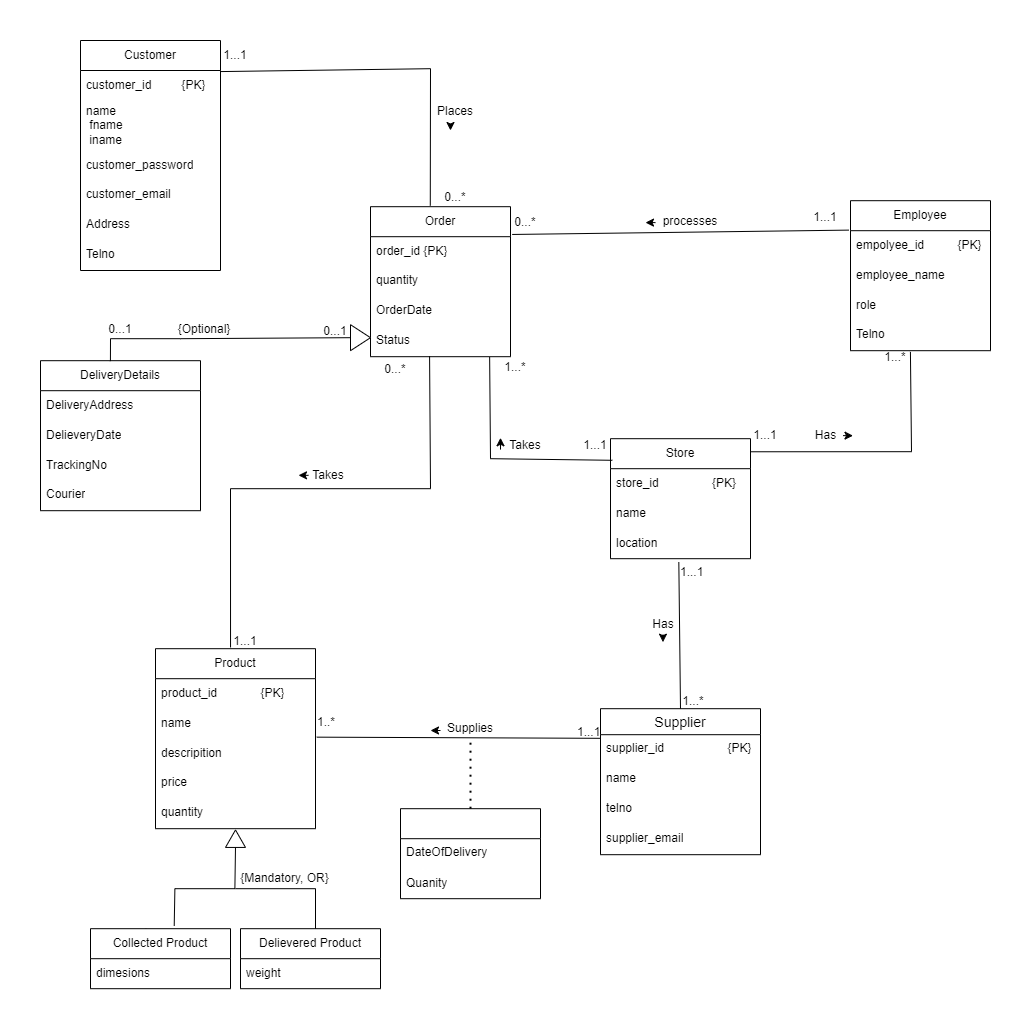 Customer
1...1
customer_id {PK}
name
fname
iname
customer_password
customer_email
Address
Telno
Places
0...*
Order
order_id {PK}
quantity
OrderDate
Status
0...*
processes
1...1
Employee
empolyee_id {PK}
employee_name
role
Telno
1...*
0...1
{Optional}
0...1
DeliveryDetails
DeliveryAddress
DelieveryDate
TrackingNo
Courier
0...*
1...*
Takes
Takes
1...1
Store
store_id {PK}
name
location
1...1
Has
1...1
Has
1...*
1...1
Product
product_id {PK}
name
descripition
price
quantity
1..*
Supplies
1...1
Supplier
supplier_id {PK}
name
telno
supplier_email
DateOfDelivery
Quanity
{Mandatory, OR}
Collected Product
dimesions
Delievered Product
weight